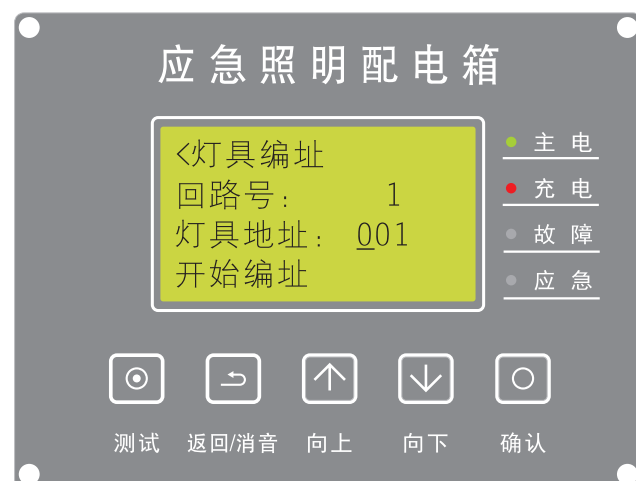 应急照明配电箱
<灯具编址
回路号: 1
灯具地址: 001
开始编址
主电
充电
故障
应急
测试 返回/消音 向上 向下 确认